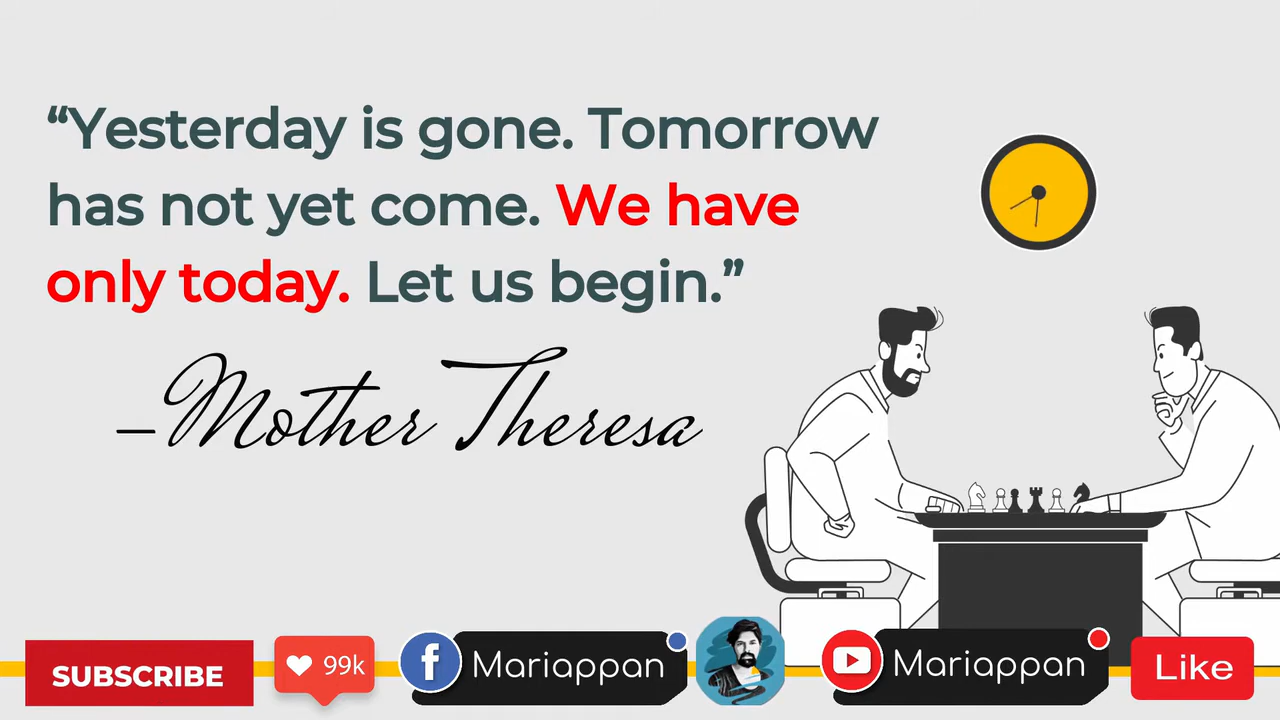 “Yesterday is gone. Tomorrow
has not yet come. We have
only today. Let us begin.”
–Mother Theresa
SUBSCRIBE
99k
Mariappan
Mariappan
Like